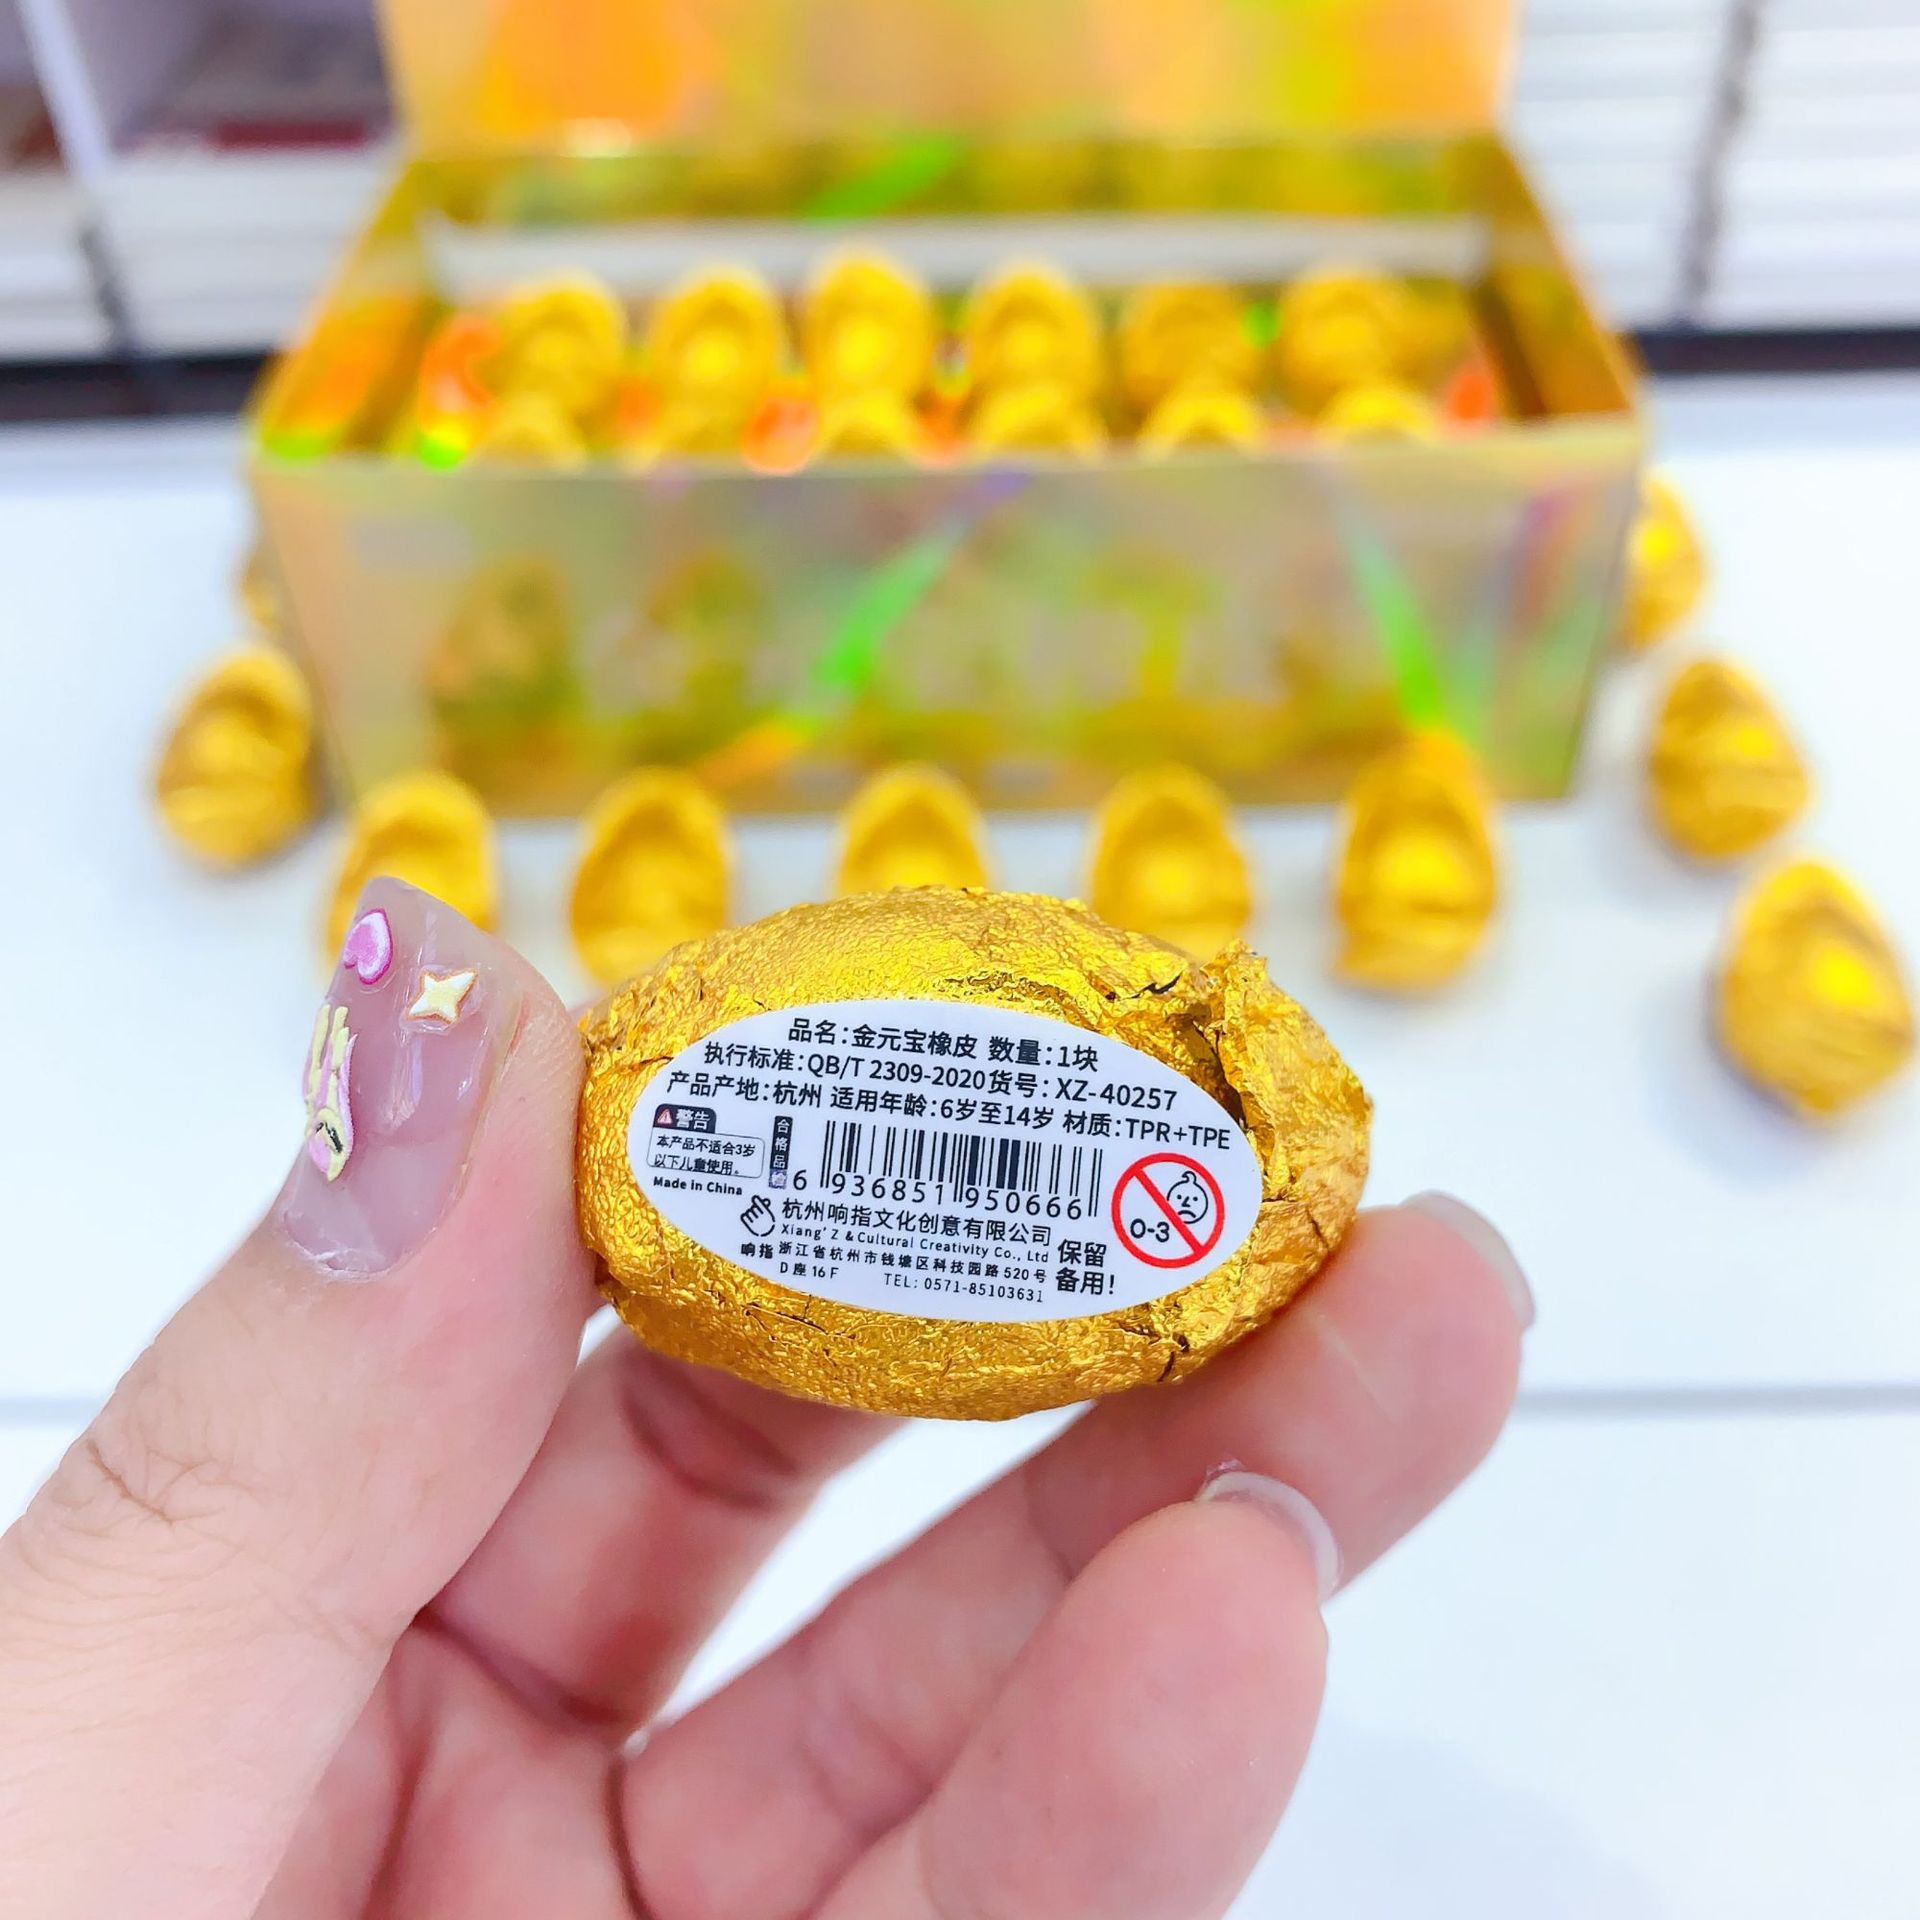 品名:金元宝橡皮 数量:1块
执行标准:QB/T 2309-2020 货号: XZ-40257
产品产地:杭州 适用年龄:6岁至14岁 材质:TPR+TPE
警告
本产品不适合3岁
以下儿童使用。
Made in China
合格品
6 936851 950666
0-3
响指
杭州响指文化创意有限公司
Xiang' Z & Cultural Creativity Co., Ltd
浙江省杭州市钱塘区科技园路520号
D座16F TEL: 0571-85103631
保留
备用!